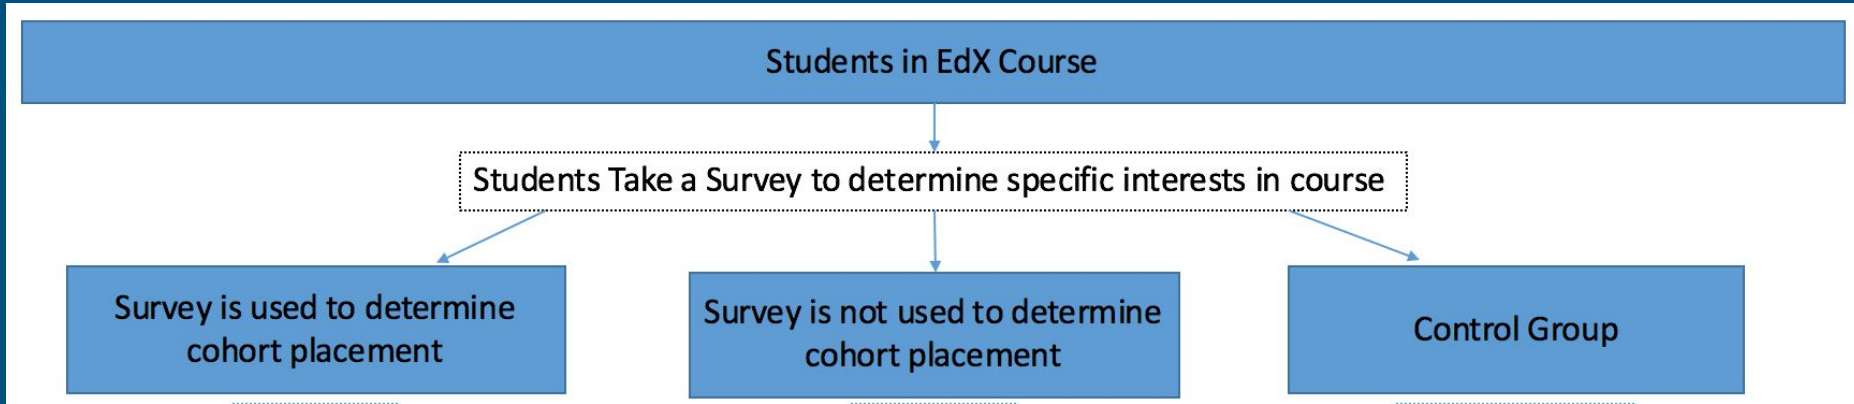 Students in EdX Course
Students Take a Survey to determine specific interests in course
Survey is used to determine
cohort placement
Survey is not used to determine
cohort placement
Control Group